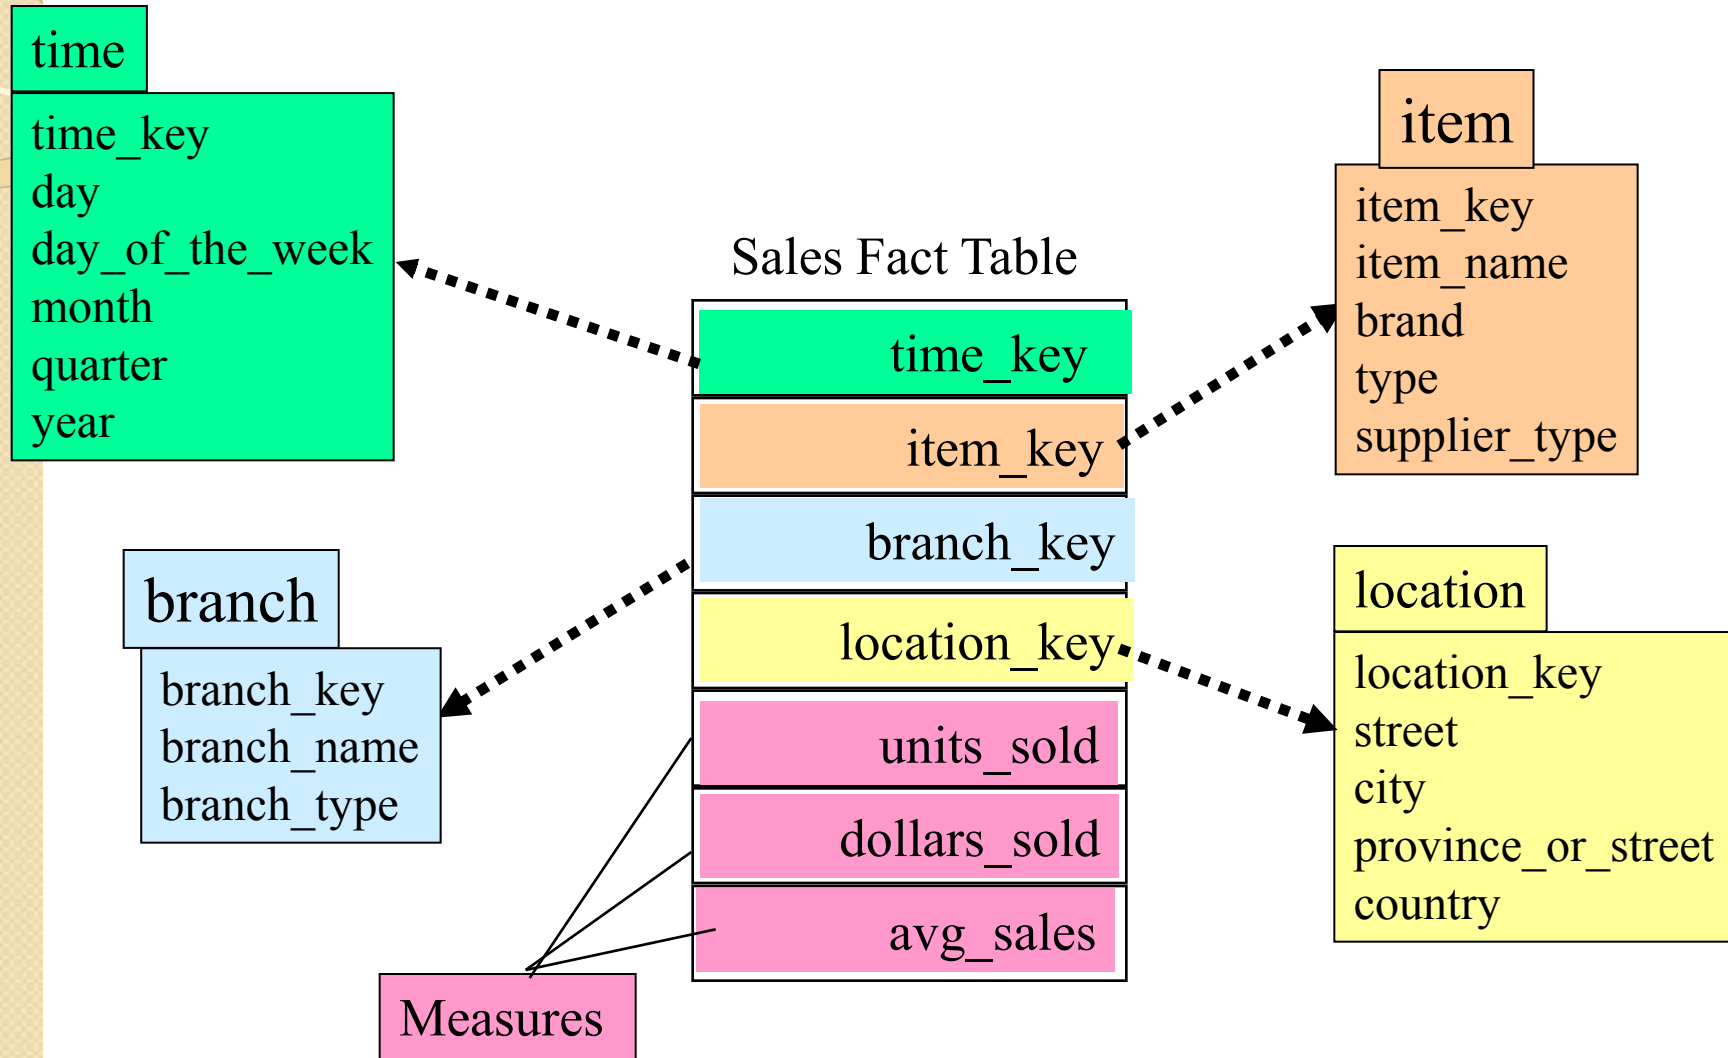 time
time_key
day
day_of_the_week
month
quarter
year
item
item_key
item_name
brand
type
supplier_type
Sales Fact Table
time_key
item_key
branch_key
location_key
units_sold
dollars_sold
avg_sales
branch
branch_key
branch_name
branch_type
location
location_key
street
city
province_or_street
country
Measures